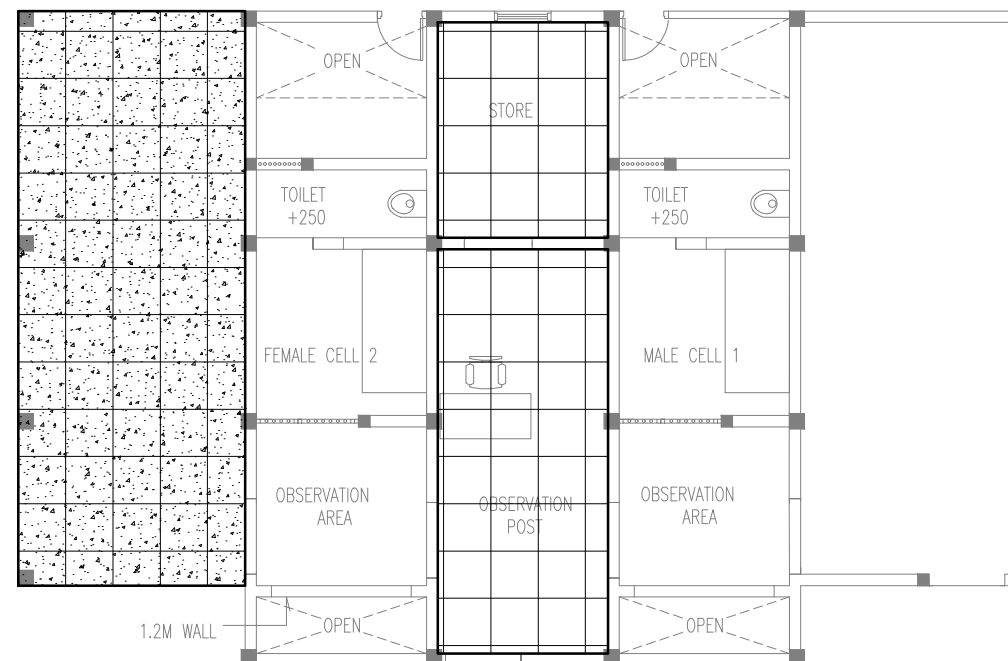 OPEN
OPEN
STORE
TOILET
+250
TOILET
+250
FEMALE CELL 2
MALE CELL 1
OBSERVATION
AREA
OBSERVATION
POST
OBSERVATION
AREA
1.2M WALL
OPEN
OPEN